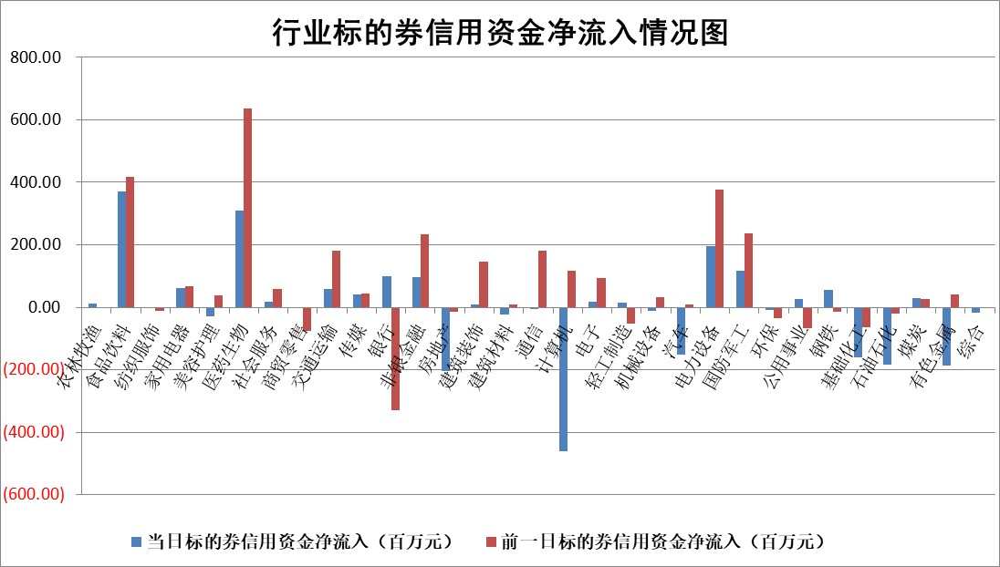 行业标的券信用资金净流入情况图
800.00
600.00
400.00
200.00
0.00
(200.00)
(400.00)
(600.00)
农林牧渔
食品饮料
纺织服饰
家用电器
美容护理
医药生物
社会服务
商贸零售
交通运输
传媒
银行
非银金融
房地产
建筑装饰
建筑材料
通信
计算机
电子
轻工制造
机械设备
汽车
电力设备
国防军工
环保
公用事业
钢铁
基础化工
石油石化
煤炭
有色金属
综合
当日标的券信用资金净流入（百万元）
前一日标的券信用资金净流入（百万元）